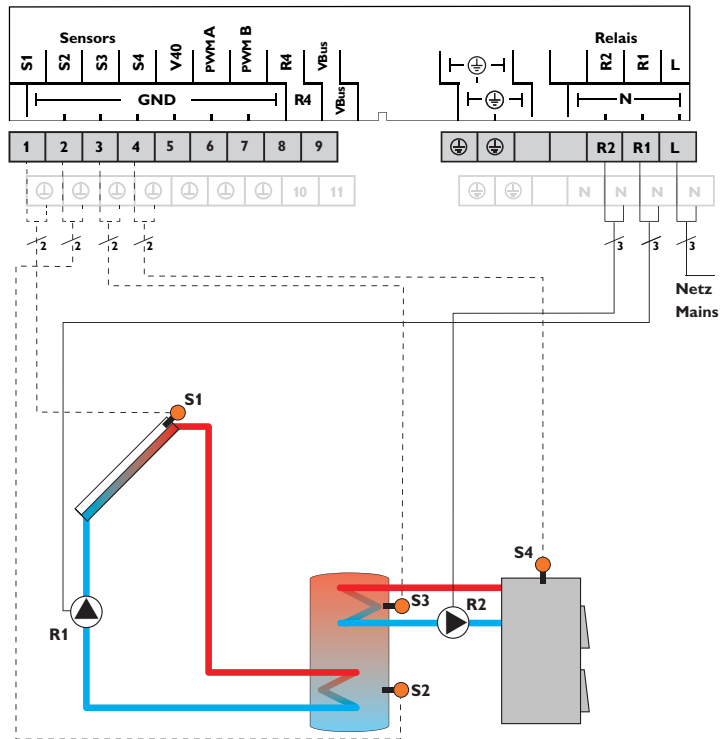 Sensors
Relais
S1 S2 S3 S4 V40 PWM A PWM B R4 VBus
R2 R1 L
GND R4 VBus
N
1 2 3 4 5 6 7 8 9
R2 R1 L
10 11
N N N N
2 2 2 2
3 3 3
Netz
Mains
S1
S4
S3
R2
R1
S2